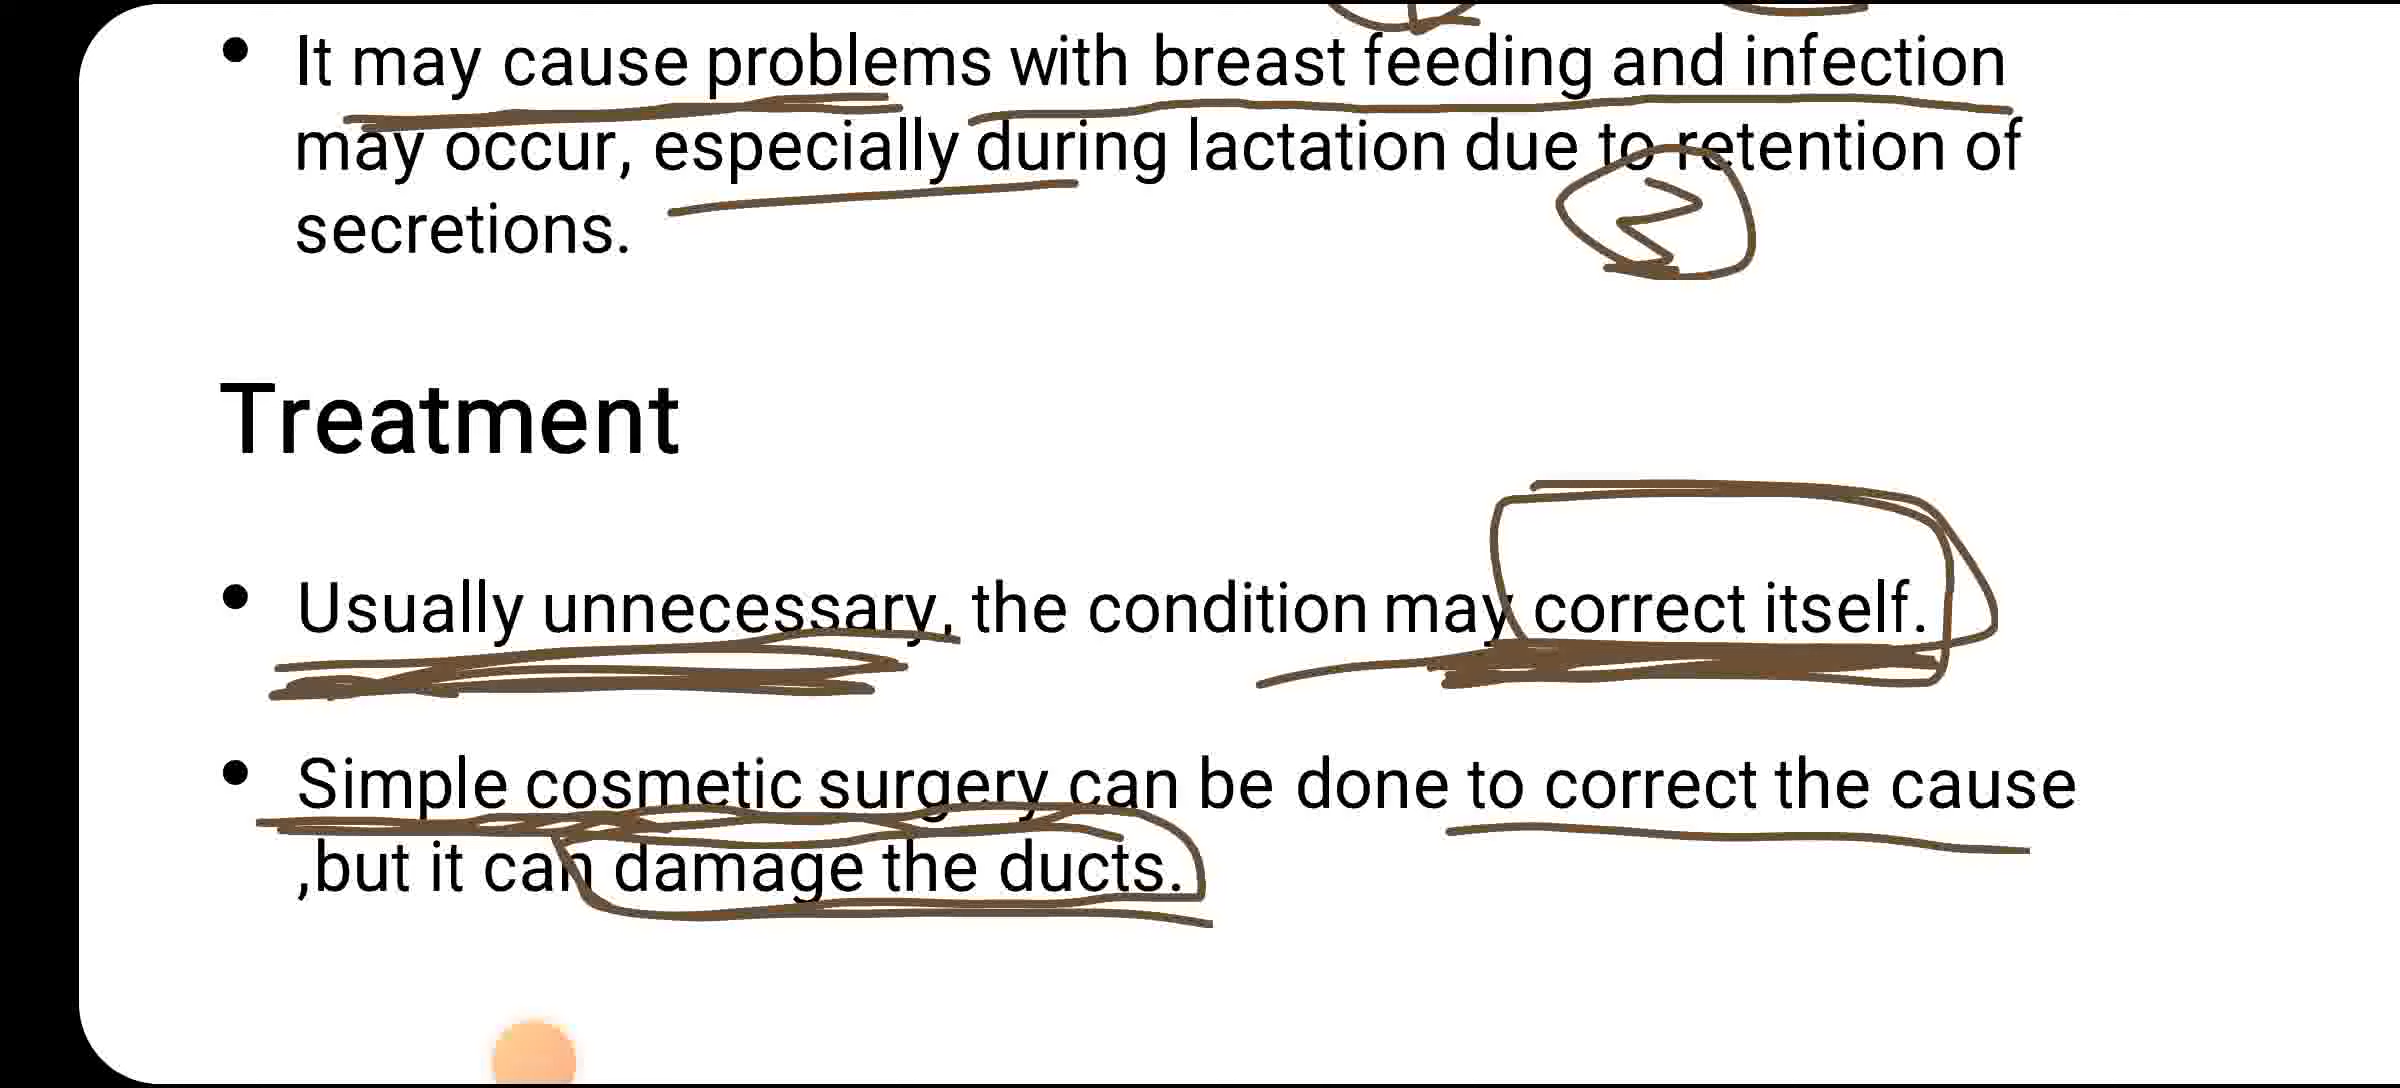 • It may cause problems with breast feeding and infection
may occur, especially during lactation due to retention of
secretions.
2
Treatment
• Usually unnecessary, the condition may correct itself.
• Simple cosmetic surgery can be done to correct the cause
,but it can damage the ducts.